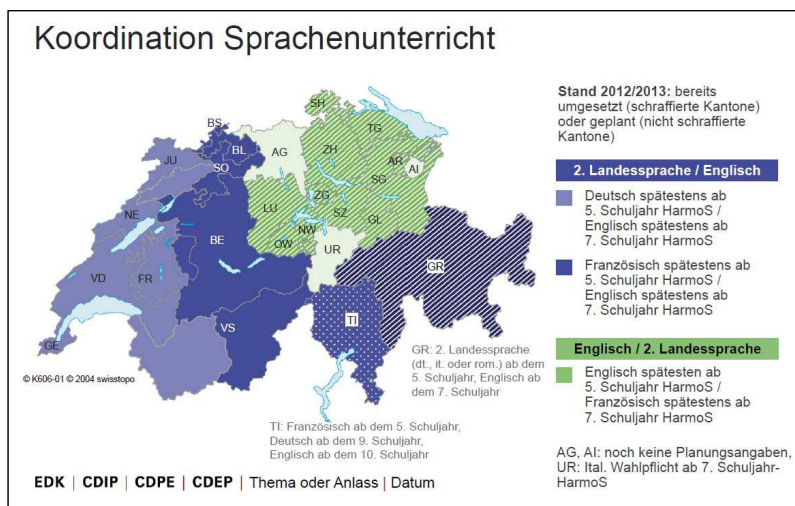 Koordination Sprachenunterricht
Stand 2012/2013: bereits
umgesetzt (schraffierte Kantone)
oder geplant (nicht schraffierte
Kantone)
2. Landessprache / Englisch
Deutsch spätestens ab
5. Schuljahr HarmoS /
Englisch spätestens ab
7. Schuljahr HarmoS
Französisch spätestens ab
5. Schuljahr HarmoS /
Englisch spätestens ab
7. Schuljahr HarmoS
Englisch / 2. Landessprache
Englisch spätesten ab
5. Schuljahr HarmoS /
Französisch spätestens ab
7. Schuljahr HarmoS
AG, AI: noch keine Planungsangaben,
UR: Ital. Wahlpflicht ab 7. Schuljahr-
HarmoS
SH
BS
BL
TG
JU
AG
ZH
AR
AI
SO
SG
ZG
LU
SZ
GL
NE
NW
OW
BE
UR
GR
VD
FR
TI
VS
GE
GR: 2. Landessprache
(dt., it. oder rom.) ab dem
5. Schuljahr, Englisch ab
dem 7. Schuljahr
© K606-01 © 2004 swisstopo
TI: Französisch ab dem 5. Schuljahr,
Deutsch ab dem 9. Schuljahr,
Englisch ab dem 10. Schuljahr
EDK | CDIP | CDPE | CDEP | Thema oder Anlass | Datum